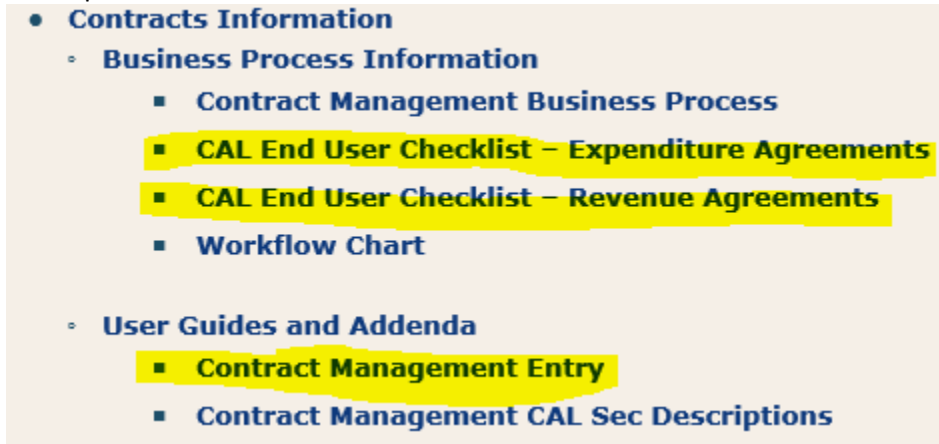 Contracts Information
Business Process Information
Contract Management Business Process
CAL End User Checklist – Expenditure Agreements
CAL End User Checklist – Revenue Agreements
Workflow Chart
User Guides and Addenda
Contract Management Entry
Contract Management CAL Sec Descriptions